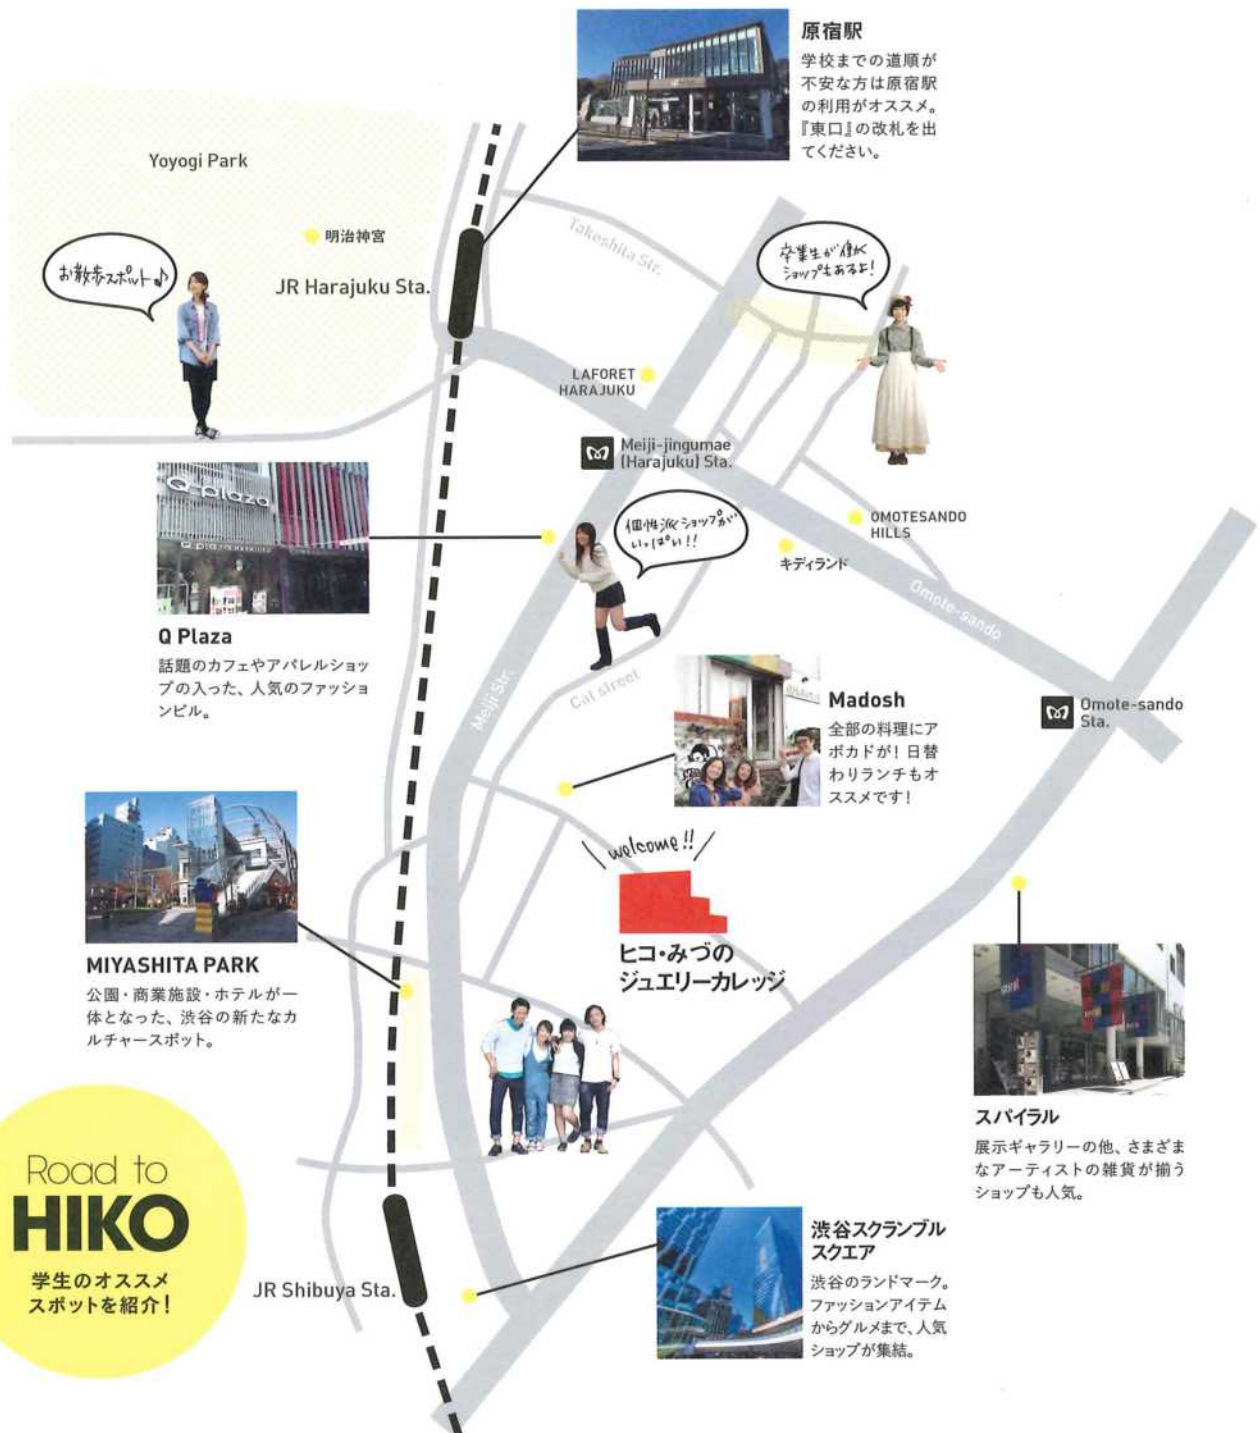 原宿駅
学校までの道順が
不安な方は原宿駅
の利用がオススメ。
『東口』の改札を出
てください。
Yoyogi Park
明治神宮
お散歩スポット♪
JR Harajuku Sta.
Takeshita Str.
卒業生が働く
ショップもあるよ!
LAFORET
HARAJUKU
Meiji-jingumae
(Harajuku) Sta.
Q-plaza
Q plaza HARAJUKU
個性派ショップが
いっぱい!!
OMOTESANDO
HILLS
キディランド
Omote-sando
Q Plaza
話題のカフェやアパレルショッ
プの入った、人気のファッショ
ンビル。
Meiji Str.
Cat street
Madosh
全部の料理にア
ボカドが!日替
わりランチもオ
ススメです!
Omote-sando
Sta.
welcome!!
ヒコ・みづの
ジュエリーカレッジ
MIYASHITA PARK
公園・商業施設・ホテルが一
体となった、渋谷の新たなカ
ルチャースポット。
スパイラル
展示ギャラリーの他、さまざま
なアーティストの雑貨が揃う
ショップも人気。
Road to
HIKO
学生のオススメ
スポットを紹介!
JR Shibuya Sta.
渋谷スクランブル
スクエア
渋谷のランドマーク。
ファッションアイテム
からグルメまで、人気
ショップが集結。